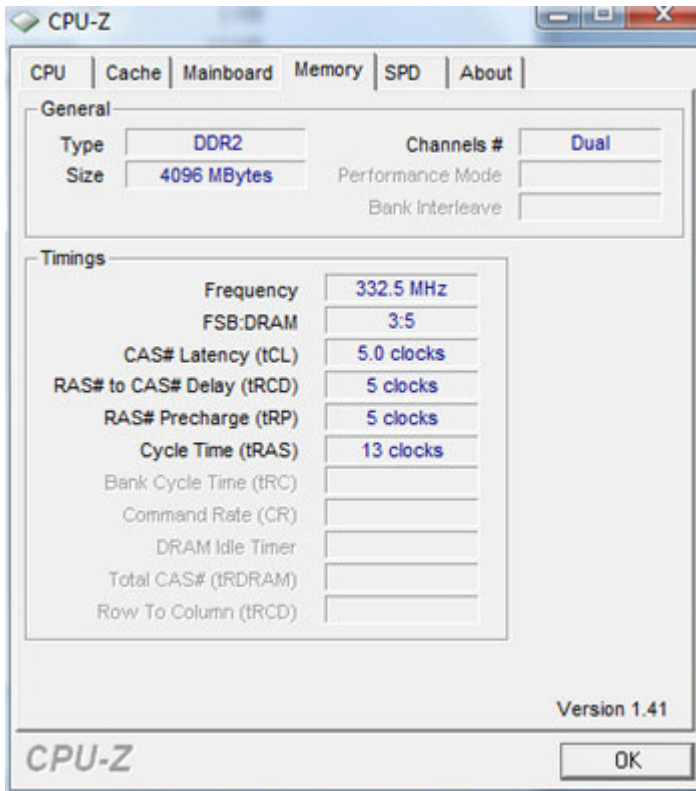 CPU-Z
CPU Cache Mainboard Memory SPD About
General
Type DDR2 Channels # Dual
Size 4096 MBytes Performance Mode
Bank Interleave
Timings
Frequency 332.5 MHz
FSB:DRAM 3:5
CAS# Latency (tCL) 5.0 clocks
RAS# to CAS# Delay (tRCD) 5 clocks
RAS# Precharge (tRP) 5 clocks
Cycle Time (tRAS) 13 clocks
Bank Cycle Time (tRC)
Command Rate (CR)
DRAM Idle Timer
Total CAS# (tRDRAM)
Row To Column (tRCD)
Version 1.41
CPU-Z OK